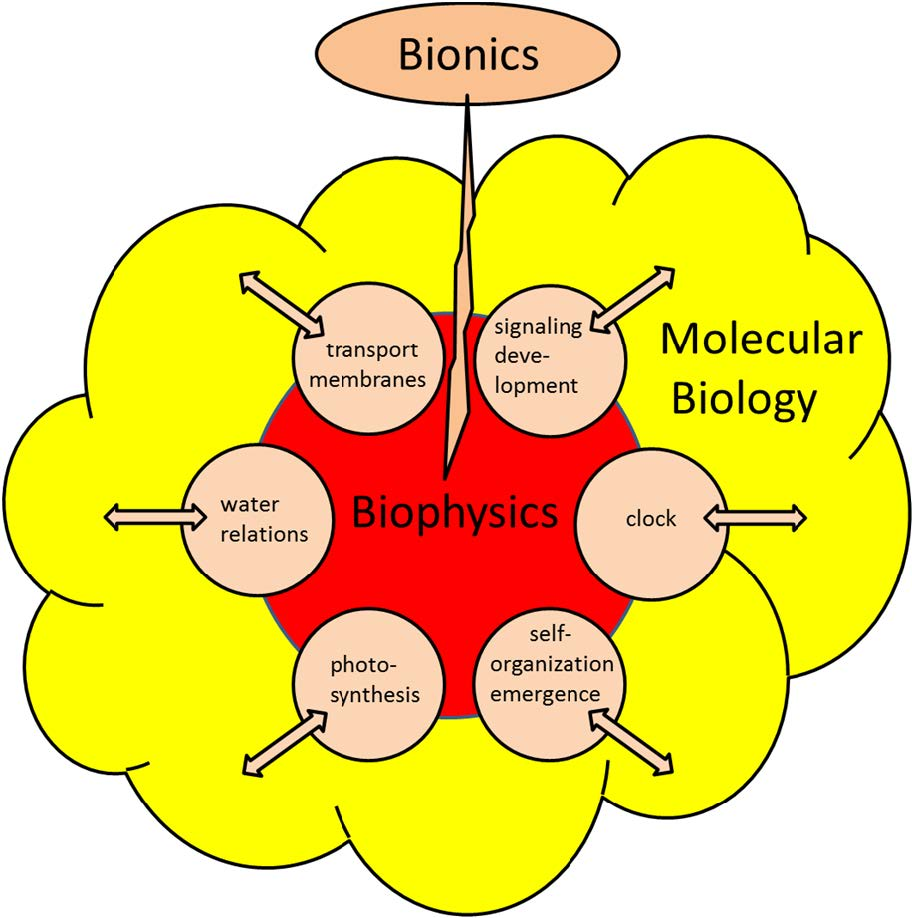 Bionics
transport
membranes
signaling
deve-
lopment
Molecular
Biology
water
relations
Biophysics
clock
photo-
synthesis
self-
organization
emergence